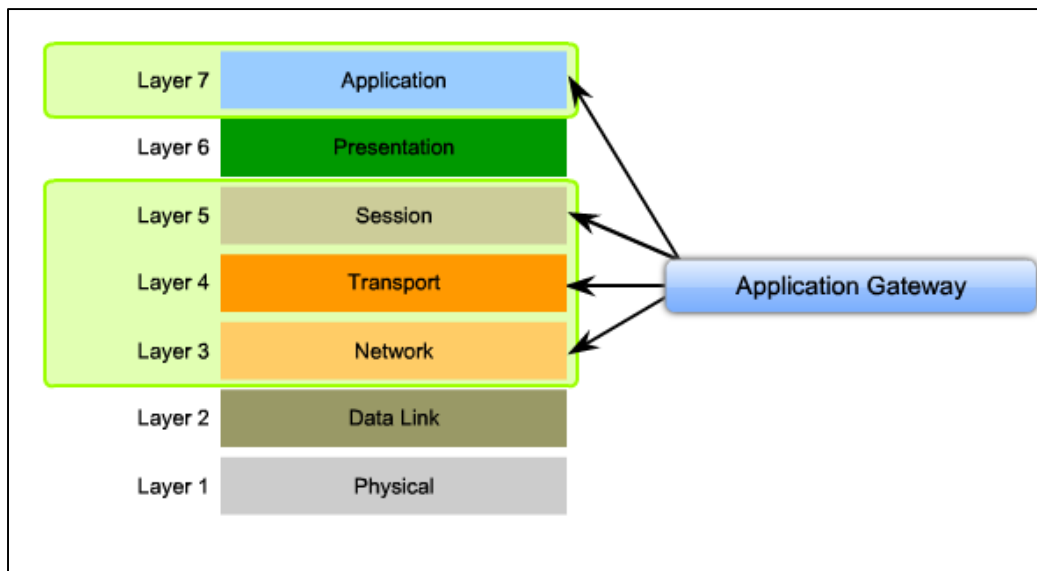 Layer 7 Application
Layer 6 Presentation
Layer 5 Session
Layer 4 Transport
Application Gateway
Layer 3 Network
Layer 2 Data Link
Layer 1 Physical